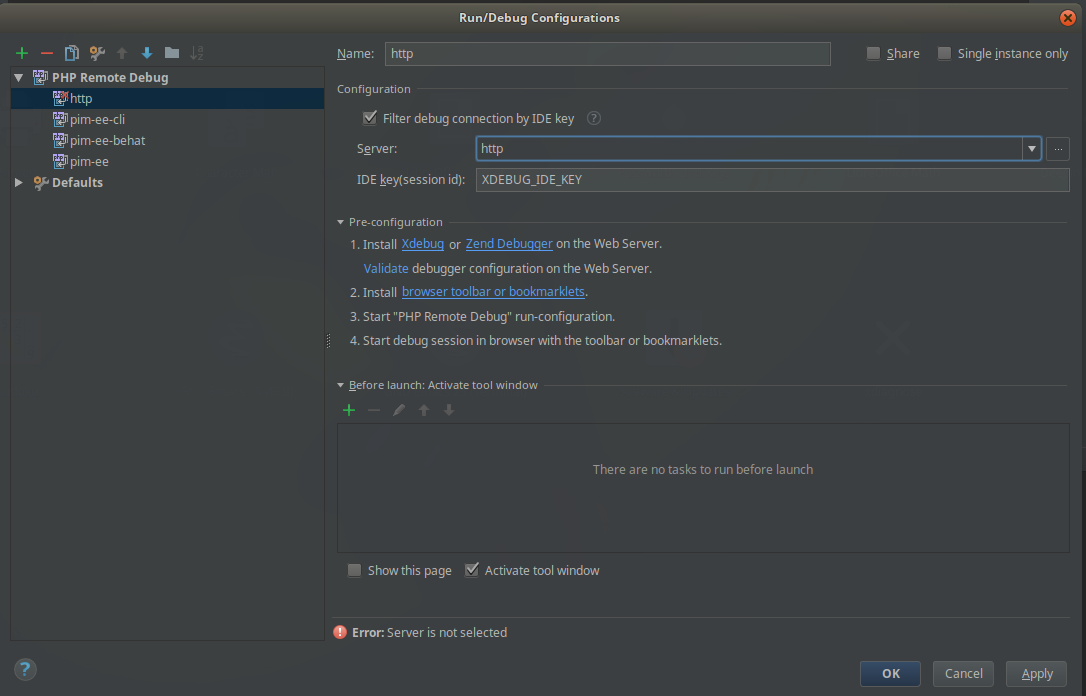 Run/Debug Configurations
Name: http Share Single instance only
PHP Remote Debug
http
pim-ee-cli
pim-ee-behat
pim-ee
Defaults
Configuration
Filter debug connection by IDE key ?
Server: http ...
IDE key(session id): XDEBUG_IDE_KEY
Pre-configuration
1. Install Xdebug or Zend Debugger on the Web Server.
Validate debugger configuration on the Web Server.
2. Install browser toolbar or bookmarklets.
3. Start "PHP Remote Debug" run-configuration.
4. Start debug session in browser with the toolbar or bookmarklets.
Before launch: Activate tool window
There are no tasks to run before launch
Show this page Activate tool window
Error: Server is not selected
? OK Cancel Apply